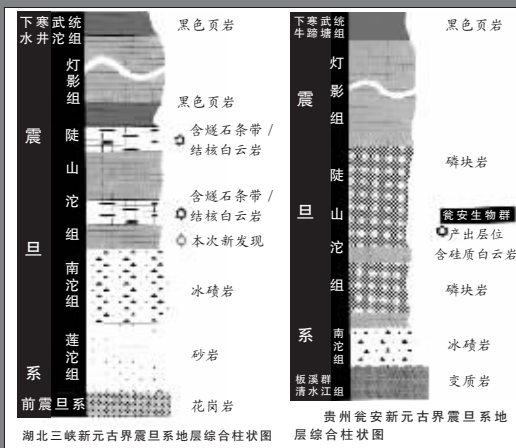 下寒武统
水井沱组
灯影组
陡山沱组
南沱组
莲沱组
震旦系
前震旦系
黑色页岩
黑色页岩
含燧石条带/
结核白云岩
含燧石条带/
结核白云岩
本次新发现
冰碛岩
砂岩
花岗岩
湖北三峡新元古界震旦系地层综合柱状图
下寒武统
牛蹄塘组
灯影组
陡山沱组
南沱组
震旦系
板溪群
清水江组
黑色页岩
磷块岩
瓮安生物群
产出层位
含硅质白云岩
磷块岩
冰碛岩
变质岩
贵州瓮安新元古界震旦系地
层综合柱状图